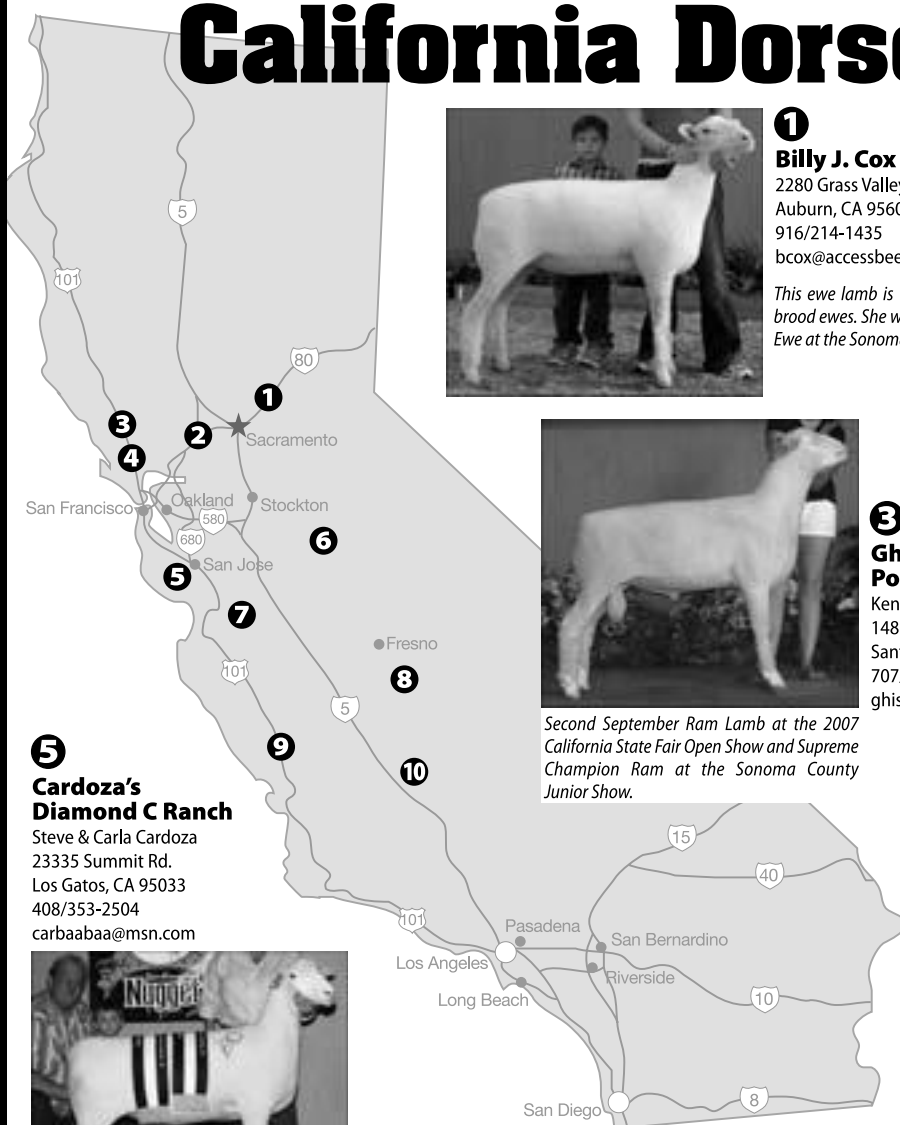 California Dorse
1
Billy J. Cox
2280 Grass Valley
Auburn, CA 9560
916/214-1435
bcox@accessbee
This ewe lamb is
brood ewes. She w
Ewe at the Sonoma
5
101
80
1
3
2
4
Sacramento
San Francisco
Oakland
Stockton
580
680
6
San Jose
5
7
Fresno
8
101
5
9
10
3
Gh
Po
Ken
148
Sant
707/
ghis
Second September Ram Lamb at the 2007
California State Fair Open Show and Supreme
Champion Ram at the Sonoma County
Junior Show.
5
Cardoza's
Diamond C Ranch
Steve & Carla Cardoza
23335 Summit Rd.
Los Gatos, CA 95033
408/353-2504
carbaabaa@msn.com
Nugget
15
40
101
Pasadena
San Bernardino
Los Angeles
Riverside
Long Beach
10
San Diego
8